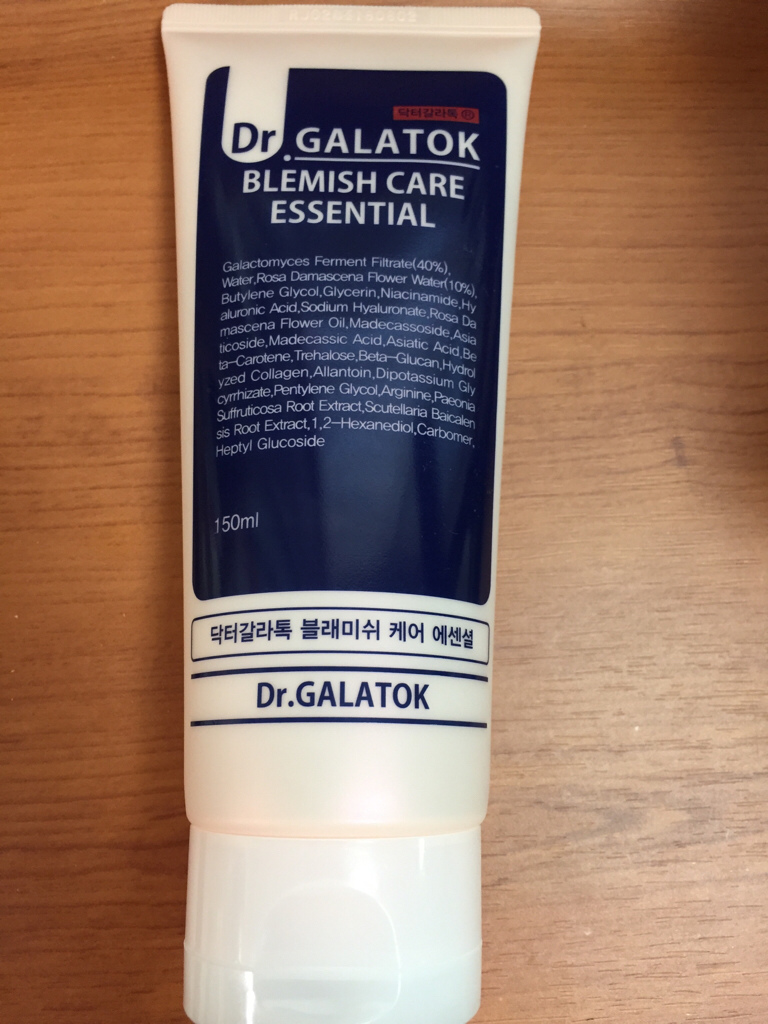 닥터갈라톡 ®
Dr.GALATOK
BLEMISH CARE
ESSENTIAL
Galactomyces Ferment Filtrate(40%),
Water,Rosa Damascena Flower Water(10%),
Butylene Glycol,Glycerin,Niacinamide,Hy
aluronic Acid,Sodium Hyaluronate,Rosa Da
mascena Flower Oil,Madecassoside,Asia
ticoside,Madecassic Acid,Asiatic Acid,Be
ta-Carotene,Trehalose,Beta-Glucan,Hydrol
yzed Collagen,Allantoin,Dipotassium Gly
cyrrhizate,Pentylene Glycol,Arginine,Paeonia
Suffruticosa Root Extract,Scutellaria Baicalen
sis Root Extract,1,2-Hexanediol,Carbomer,
Heptyl Glucoside
150ml
닥터갈라톡 블래미쉬 케어 에센셜
Dr.GALATOK